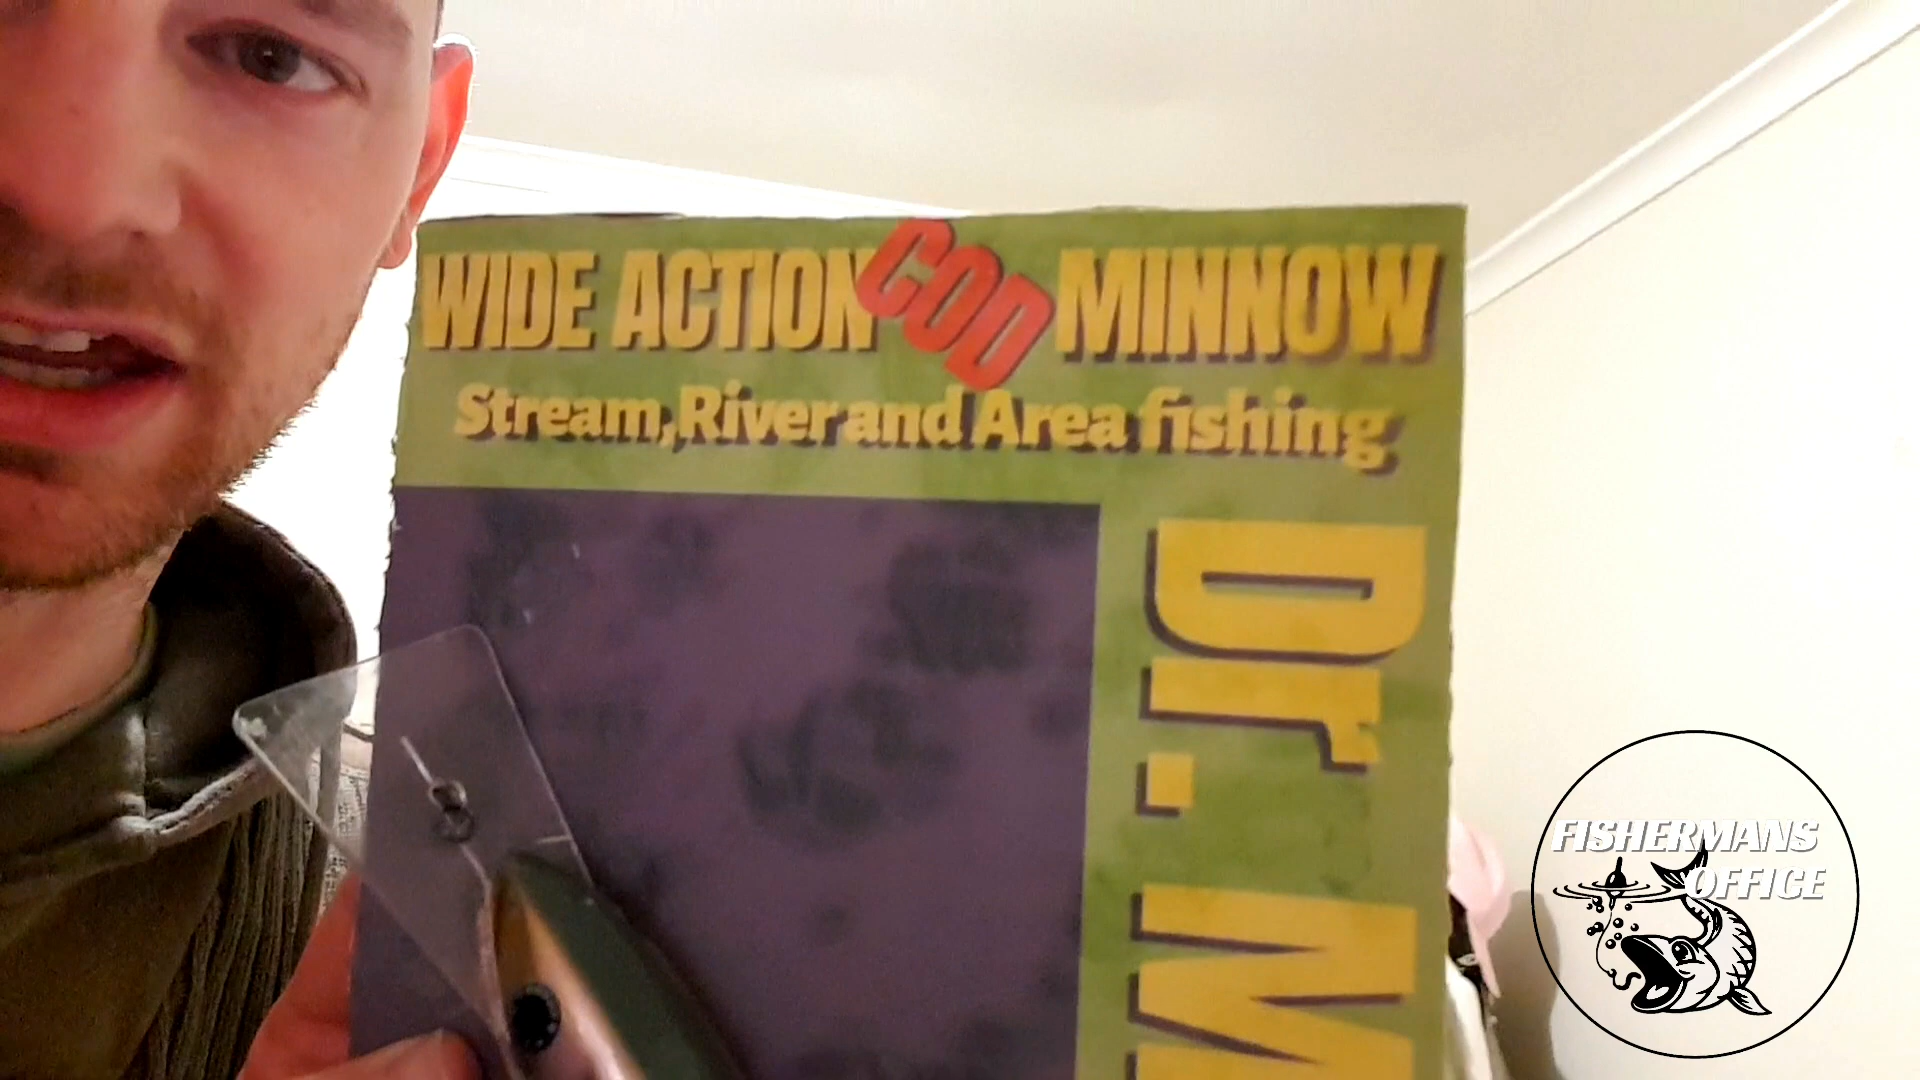 WIDE ACTION COD MINNOW
Stream, River and Area fishing
Dr. M
FISHERMANS
OFFICE